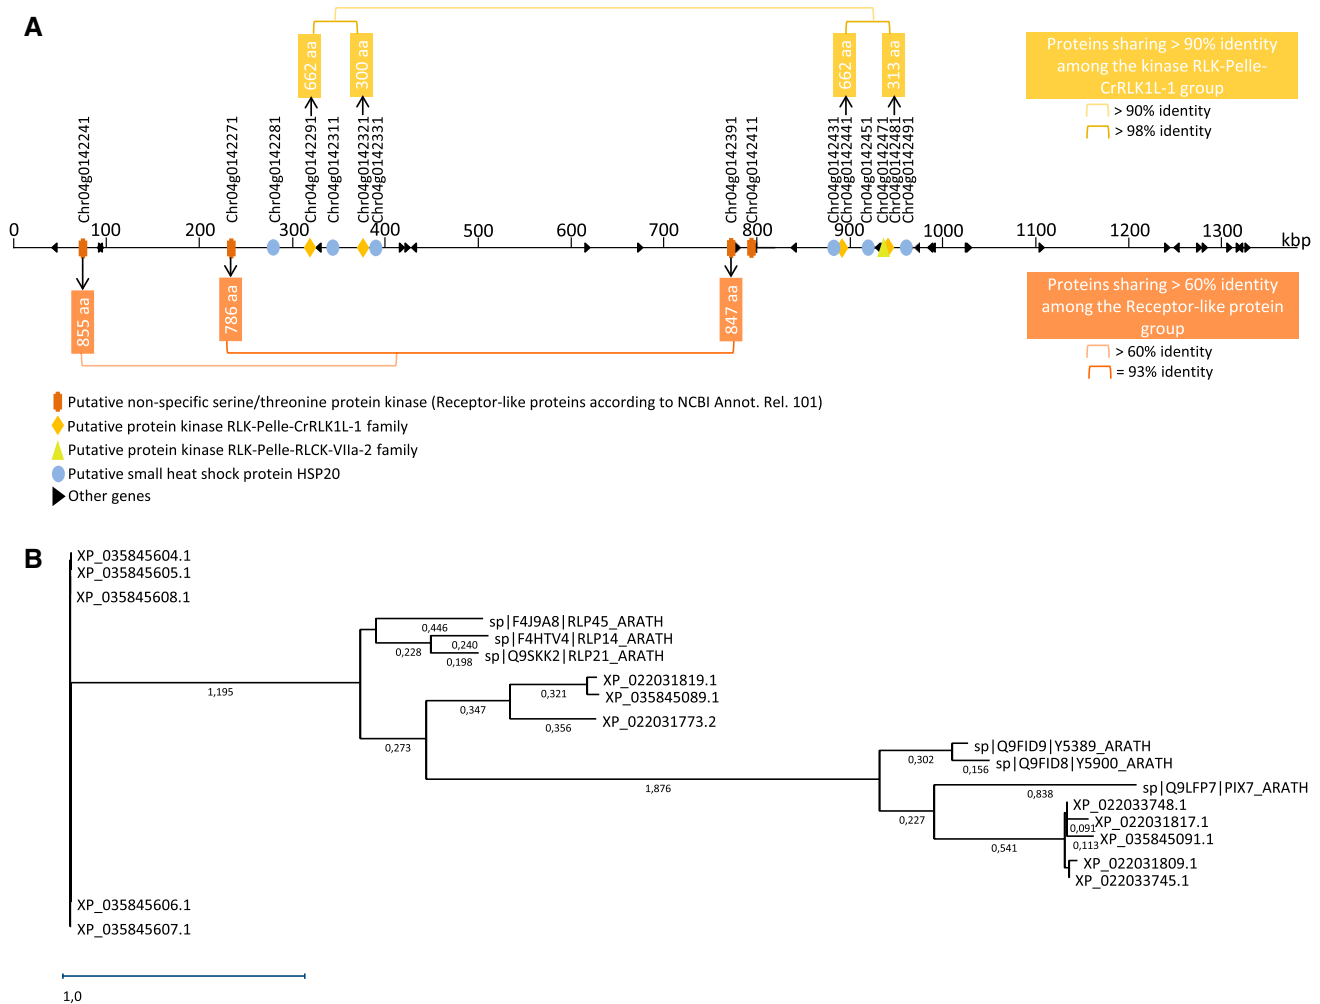 A
662 aa
300 aa
662 aa
313 aa
Proteins sharing > 90% identity
among the kinase RLK-Pelle-
CrRLK1L-1 group
> 90% identity
> 98% identity
Chr04g0142241
Chr04g0142271
Chr04g0142281
Chr04g0142291
Chr04g0142311
Chr04g0142321
Chr04g0142331
Chr04g0142391
Chr04g0142411
Chr04g0142431
Chr04g0142441
Chr04g0142451
Chr04g0142471
Chr04g0142481
Chr04g0142491
0 100 200 300 400 500 600 700 800 900 1000 1100 1200 1300 kbp
855 aa
786 aa
847 aa
Proteins sharing > 60% identity
among the Receptor-like protein
group
> 60% identity
= 93% identity
Putative non-specific serine/threonine protein kinase (Receptor-like proteins according to NCBI Annot. Rel. 101)
Putative protein kinase RLK-Pelle-CrRLK1L-1 family
Putative protein kinase RLK-Pelle-RLCK-VIIa-2 family
Putative small heat shock protein HSP20
Other genes
B
XP_035845604.1
XP_035845605.1
XP_035845608.1
sp|F4J9A8|RLP45_ARATH
0,446
sp|F4HTV4|RLP14_ARATH
0,240
0,228
sp|Q9SKK2|RLP21_ARATH
0,198
XP_022031819.1
1,195
0,321
XP_035845089.1
0,347
XP_022031773.2
0,356
0,273
sp|Q9FID9|Y5389_ARATH
0,302
sp|Q9FID8|Y5900_ARATH
0,156
1,876
sp|Q9LFP7|PIX7_ARATH
0,838
XP_022033748.1
0,227
XP_022031817.1
0,091
XP_035845091.1
0,113
0,541
XP_022031809.1
XP_022033745.1
XP_035845606.1
XP_035845607.1
1,0